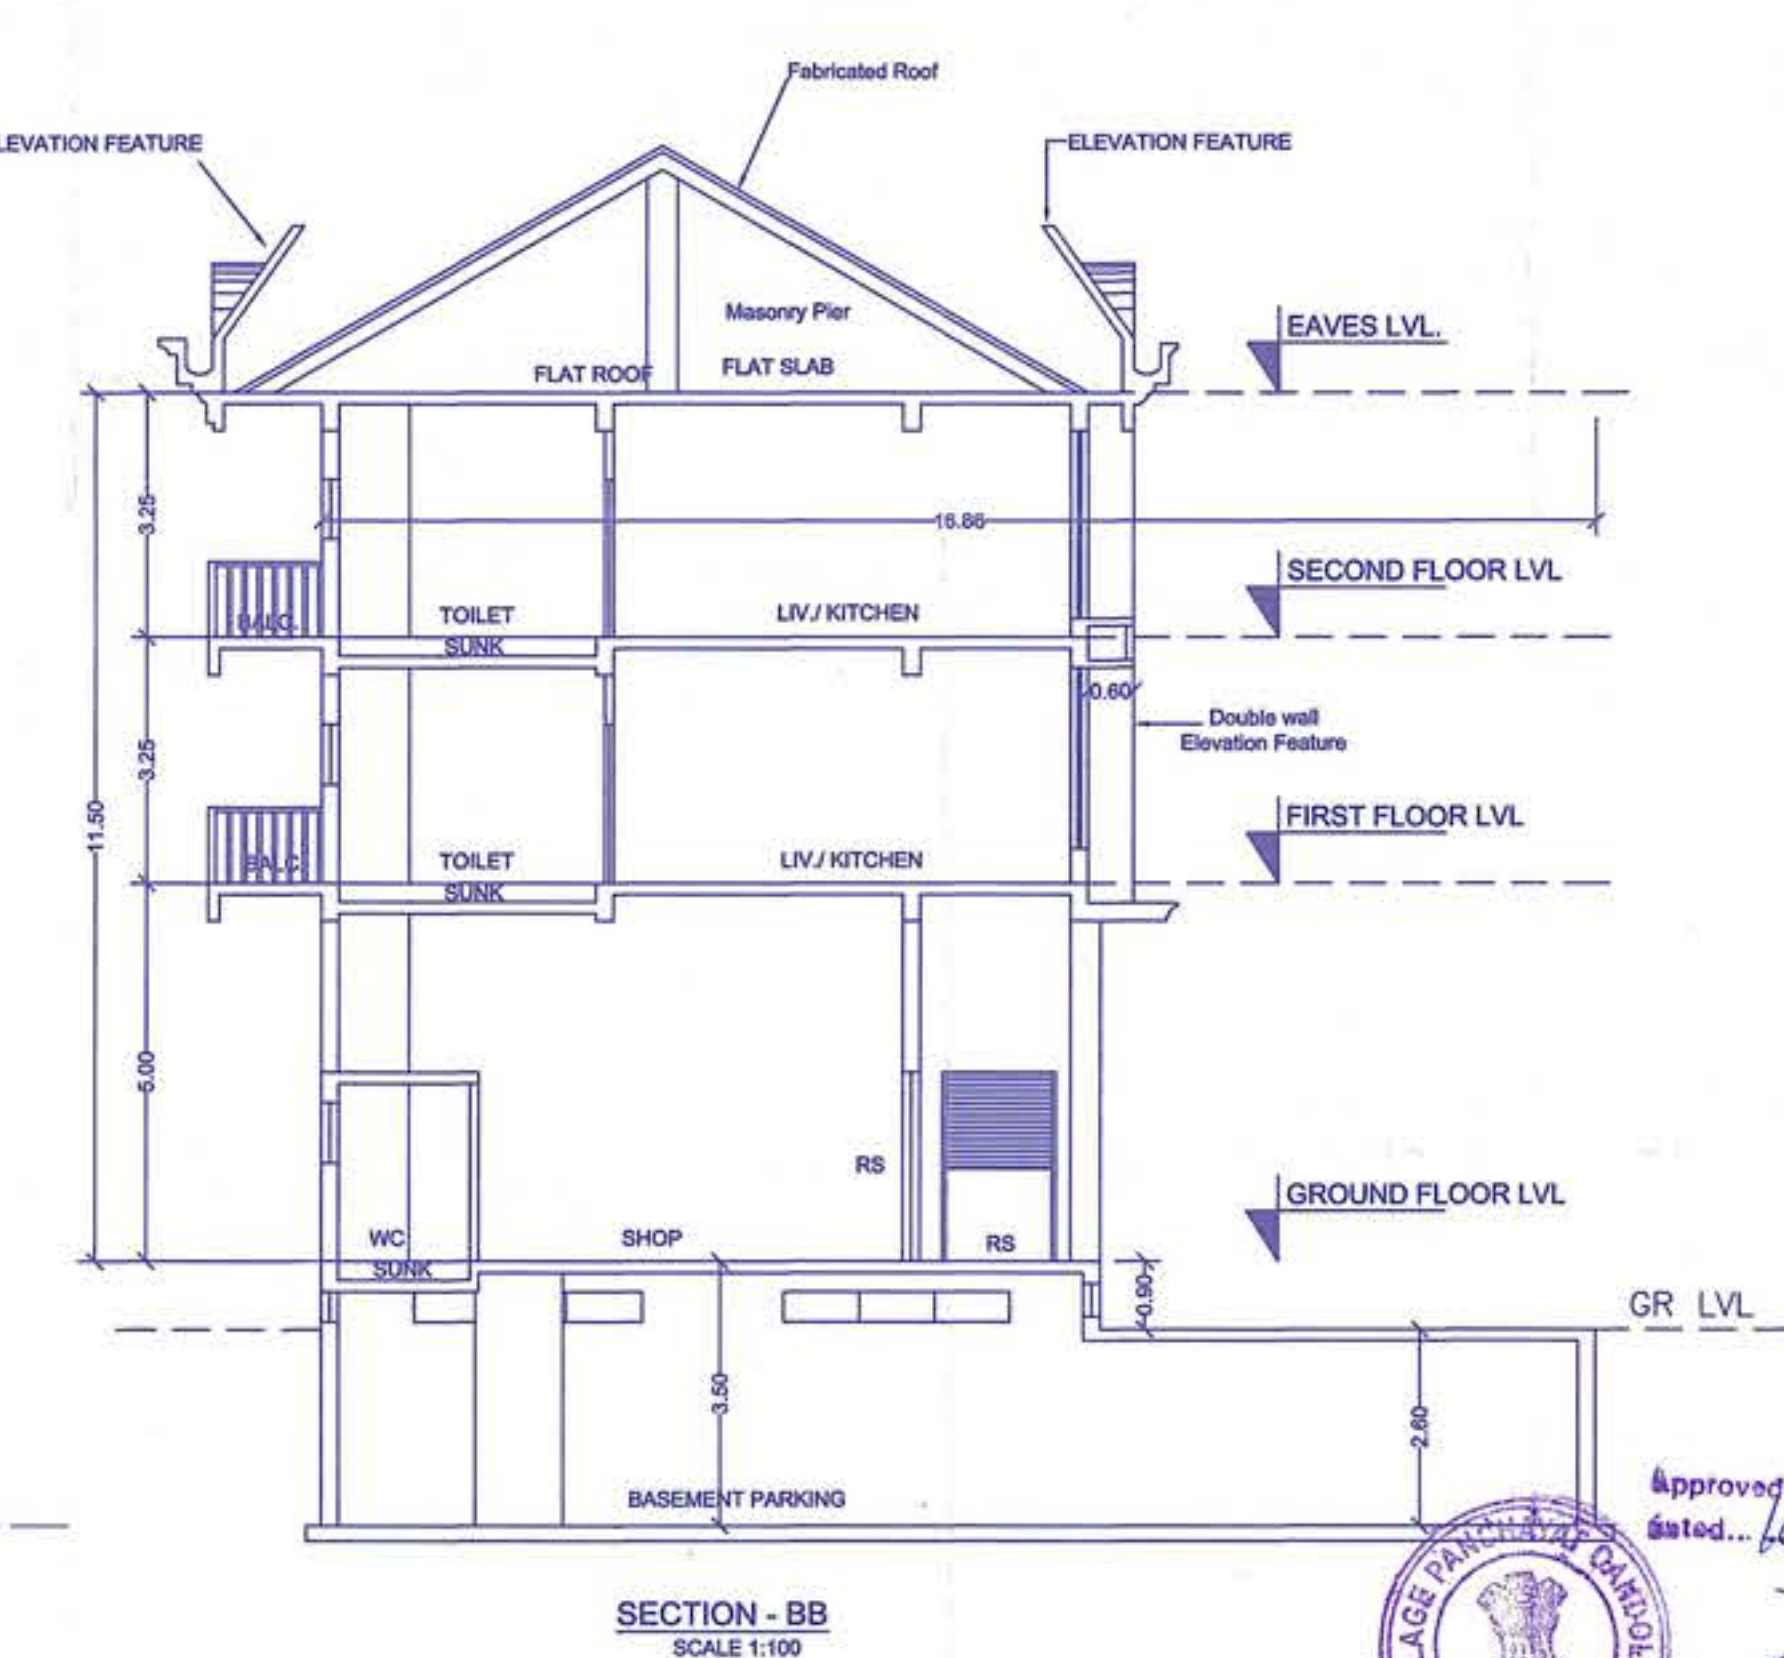 Fabricated Roof
LEVATION FEATURE
ELEVATION FEATURE
Masonry Pier
EAVES LVL.
FLAT ROOF
FLAT SLAB
3.25
16.86
SECOND FLOOR LVL
BALC.
TOILET
LIV./ KITCHEN
SUNK
0.60
Double wall
Elevation Feature
3.25
11.50
FIRST FLOOR LVL
BALC.
TOILET
LIV./ KITCHEN
SUNK
5.00
RS
GROUND FLOOR LVL
WC
SHOP
RS
SUNK
0.90
GR LVL
3.50
2.60
BASEMENT PARKING
Approved
dated...
LAGE PANCHAYAT CANDOL
SECTION - BB
SCALE 1:100